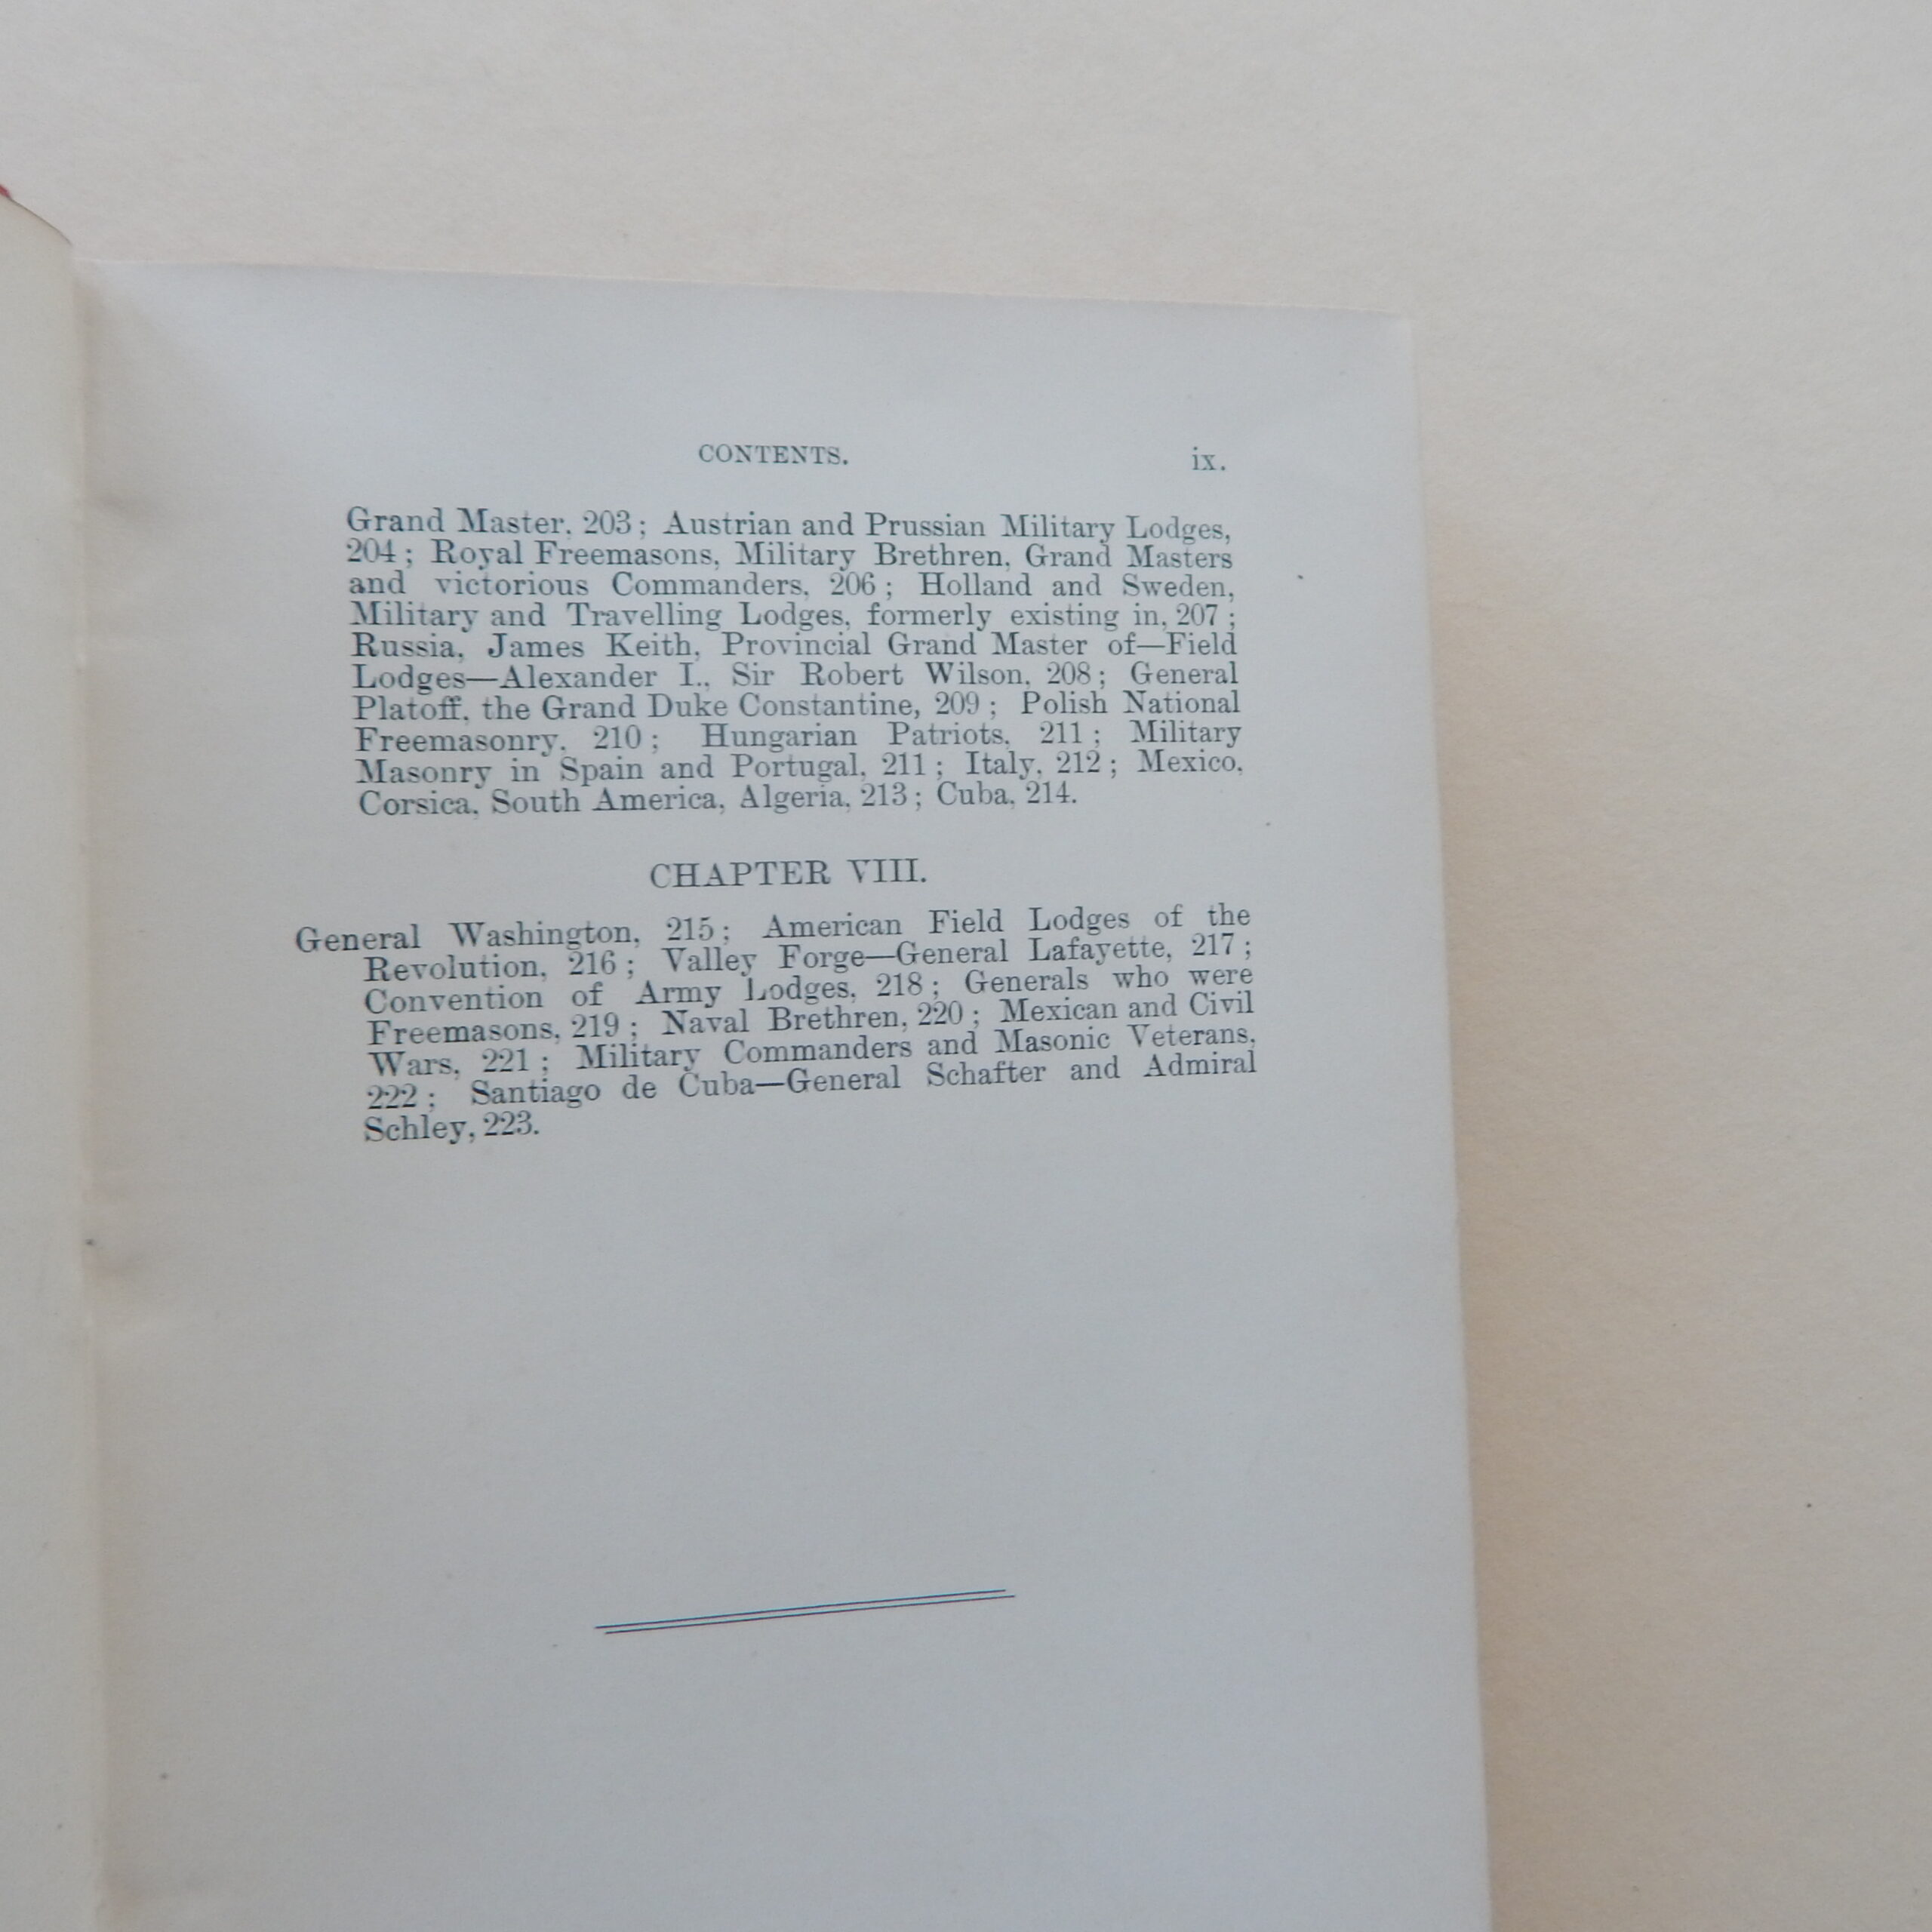 CONTENTS. ix.
Grand Master, 203; Austrian and Prussian Military Lodges,
204; Royal Freemasons, Military Brethren, Grand Masters
and victorious Commanders, 206; Holland and Sweden,
Military and Travelling Lodges, formerly existing in, 207;
Russia, James Keith, Provincial Grand Master of—Field
Lodges—Alexander I., Sir Robert Wilson, 208; General
Platoff, the Grand Duke Constantine, 209; Polish National
Freemasonry, 210; Hungarian Patriots, 211; Military
Masonry in Spain and Portugal, 211; Italy, 212; Mexico,
Corsica, South America, Algeria, 213; Cuba, 214.
CHAPTER VIII.
General Washington, 215; American Field Lodges of the
Revolution, 216; Valley Forge—General Lafayette, 217;
Convention of Army Lodges, 218; Generals who were
Freemasons, 219; Naval Brethren, 220; Mexican and Civil
Wars, 221; Military Commanders and Masonic Veterans,
222; Santiago de Cuba—General Schafter and Admiral
Schley, 223.